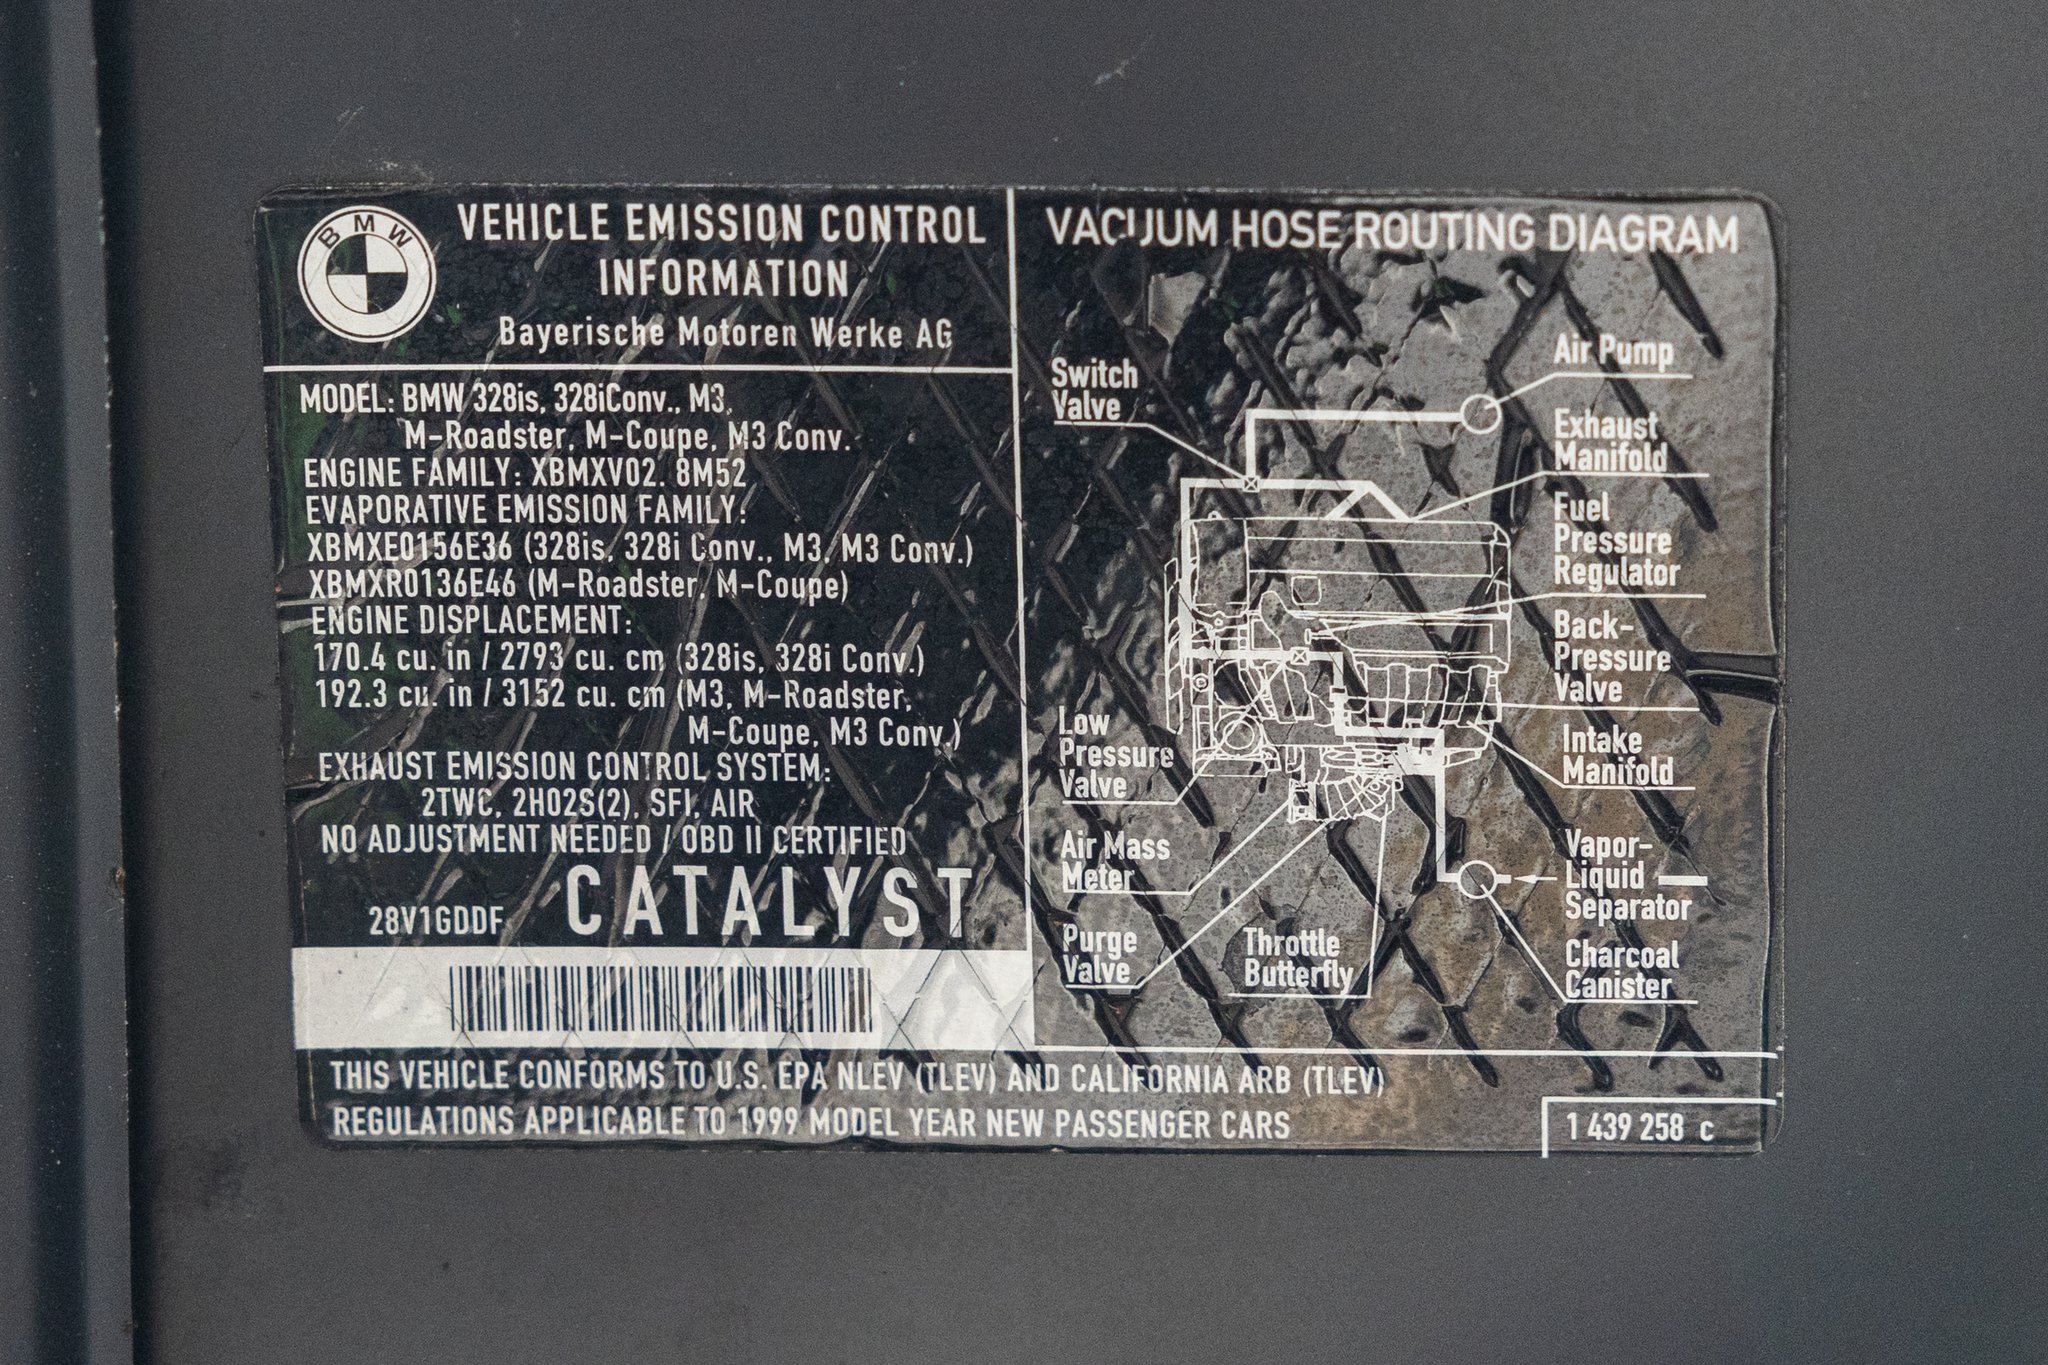 BMW
VEHICLE EMISSION CONTROL
INFORMATION
Bayerische Motoren Werke AG
MODEL: BMW 328is, 328iConv., M3,
M-Roadster, M-Coupe, M3 Conv.
ENGINE FAMILY: XBMXV02. 8M52
EVAPORATIVE EMISSION FAMILY:
XBMXE0156E36 (328is, 328i Conv., M3, M3 Conv.)
XBMXR0136E46 (M-Roadster, M-Coupe)
ENGINE DISPLACEMENT:
170.4 cu. in / 2793 cu. cm (328is, 328i Conv.)
192.3 cu. in / 3152 cu. cm (M3, M-Roadster,
M-Coupe, M3 Conv.)
EXHAUST EMISSION CONTROL SYSTEM:
2TWC, 2HO2S(2), SFI, AIR
NO ADJUSTMENT NEEDED / OBD II CERTIFIED
28V1GDDF CATALYST
VACUUM HOSE ROUTING DIAGRAM
Air Pump
Switch
Valve
Exhaust
Manifold
Fuel
Pressure
Regulator
Back-
Pressure
Valve
Low
Pressure
Valve
Intake
Manifold
Air Mass
Meter
Vapor-
Liquid
Separator
Purge
Valve
Throttle
Butterfly
Charcoal
Canister
THIS VEHICLE CONFORMS TO U.S. EPA NLEV (TLEV) AND CALIFORNIA ARB (TLEV)
REGULATIONS APPLICABLE TO 1999 MODEL YEAR NEW PASSENGER CARS
1 439 258 c